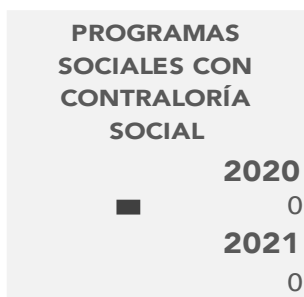 PROGRAMAS
SOCIALES CON
CONTRALORÍA
SOCIAL
2020
0
2021
0